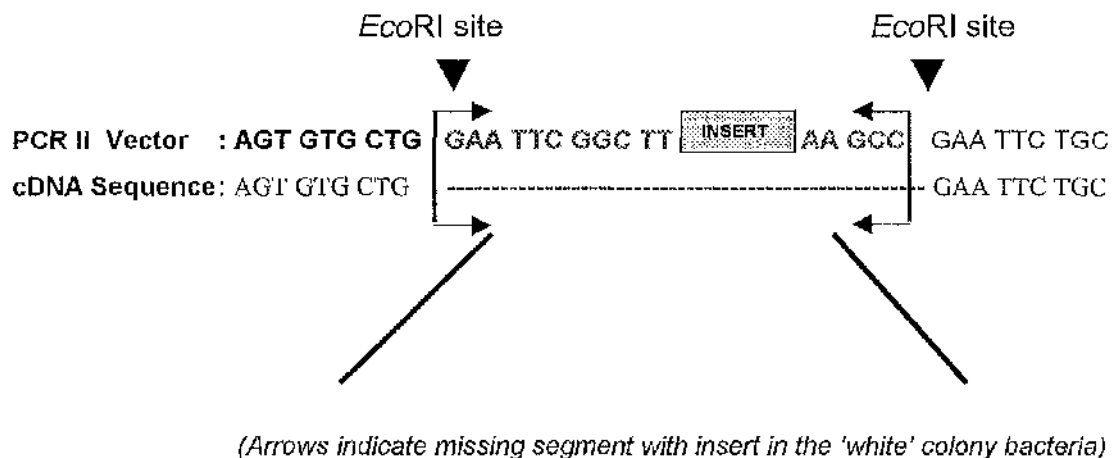 EcoRI site EcoRI site
PCR II Vector : AGT GTG CTG GAA TTC GGC TT INSERT AA GCC GAA TTC TGC
cDNA Sequence: AGT GTG CTG GAA TTC TGC
(Arrows indicate missing segment with insert in the 'white' colony bacteria)